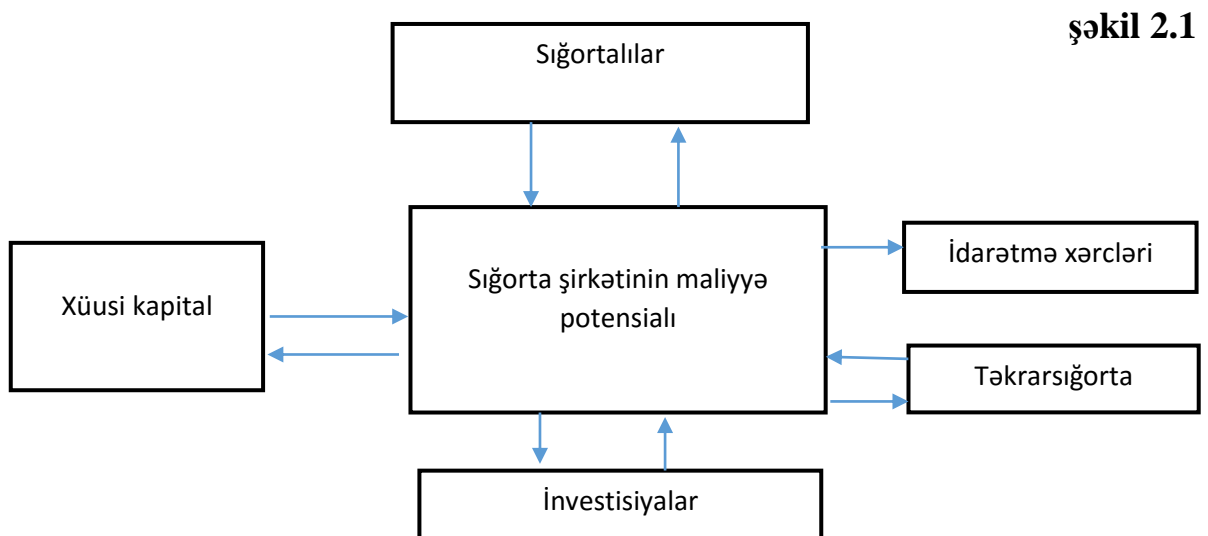 şəkil 2.1
Sığortalılar
Sığorta şirkətinin maliyyə
potensialı
İdarətmə xərcləri
Xüusi kapital
Təkrarsığorta
İnvestisiyalar